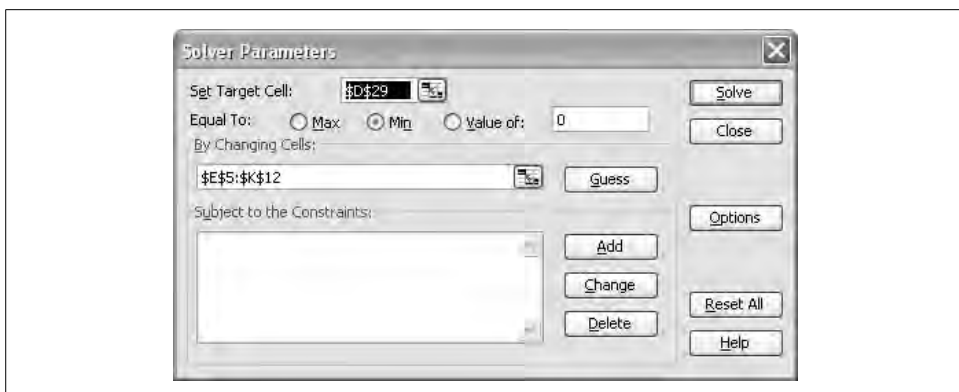 Solver Parameters
Set Target Cell: $D$29 Solve
Equal To: Max Min Value of: 0 Close
By Changing Cells:
$E$5:$K$12 Guess
Subject to the Constraints: Options
Add
Change
Reset All
Delete
Help